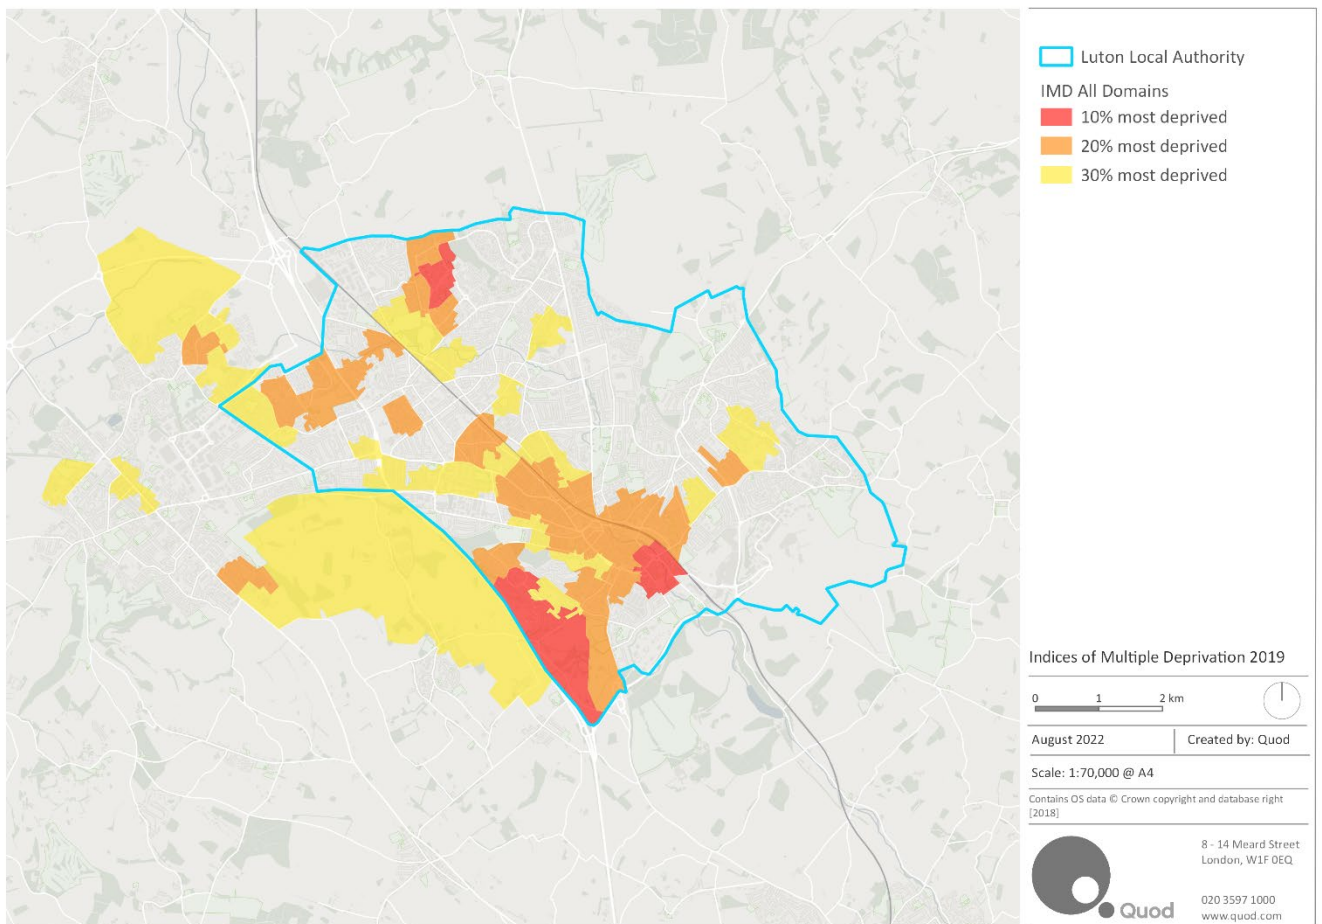 Luton Local Authority
IMD All Domains
10% most deprived
20% most deprived
30% most deprived
Indices of Multiple Deprivation 2019
0 1 2 km
August 2022
Created by: Quod
Scale: 1:70,000 @ A4
Contains OS data © Crown copyright and database right
[2018]
8 - 14 Meard Street
London, W1F 0EQ
020 3597 1000
www.quod.com
Quod